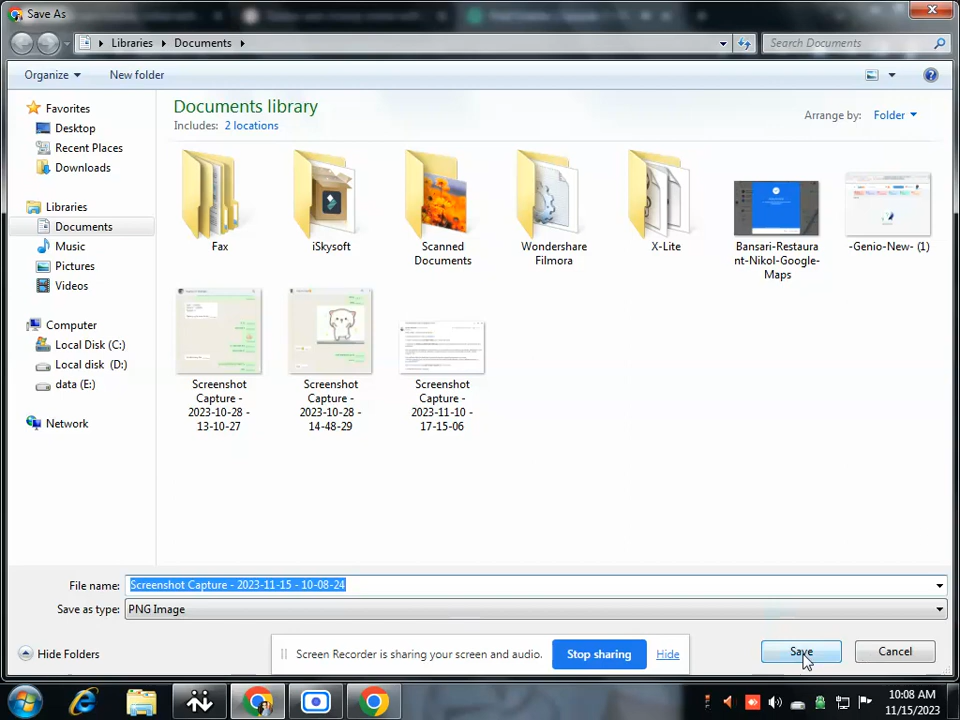 Save As
Libraries
Documents
Search Documents
Organize
New folder
Favorites
Desktop
Recent Places
Downloads
Libraries
Documents
Music
Pictures
Videos
Computer
Local Disk (C:)
Local disk (D:)
data (E:)
Network
Documents library
Includes: 2 locations
Arrange by: Folder
Fax
iSkysoft
Scanned
Documents
Wondershare
Filmora
X-Lite
Bansari-Restaura
nt-Nikol-Google-
Maps
-Genio-New- (1)
Screenshot
Capture -
2023-10-28 -
13-10-27
Screenshot
Capture -
2023-10-28 -
14-48-29
Screenshot
Capture -
2023-11-10 -
17-15-06
File name: Screenshot Capture - 2023-11-15 - 10-08-24
Save as type: PNG Image
Hide Folders
Screen Recorder is sharing your screen and audio.
Stop sharing
Hide
Save
Cancel
10:08 AM
11/15/2023